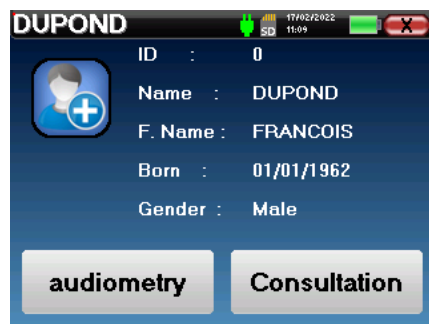 DUPOND
SD 17/02/2022
11:09
X
ID : 0
Name : DUPOND
F. Name : FRANCOIS
Born : 01/01/1962
Gender : Male
audiometry Consultation